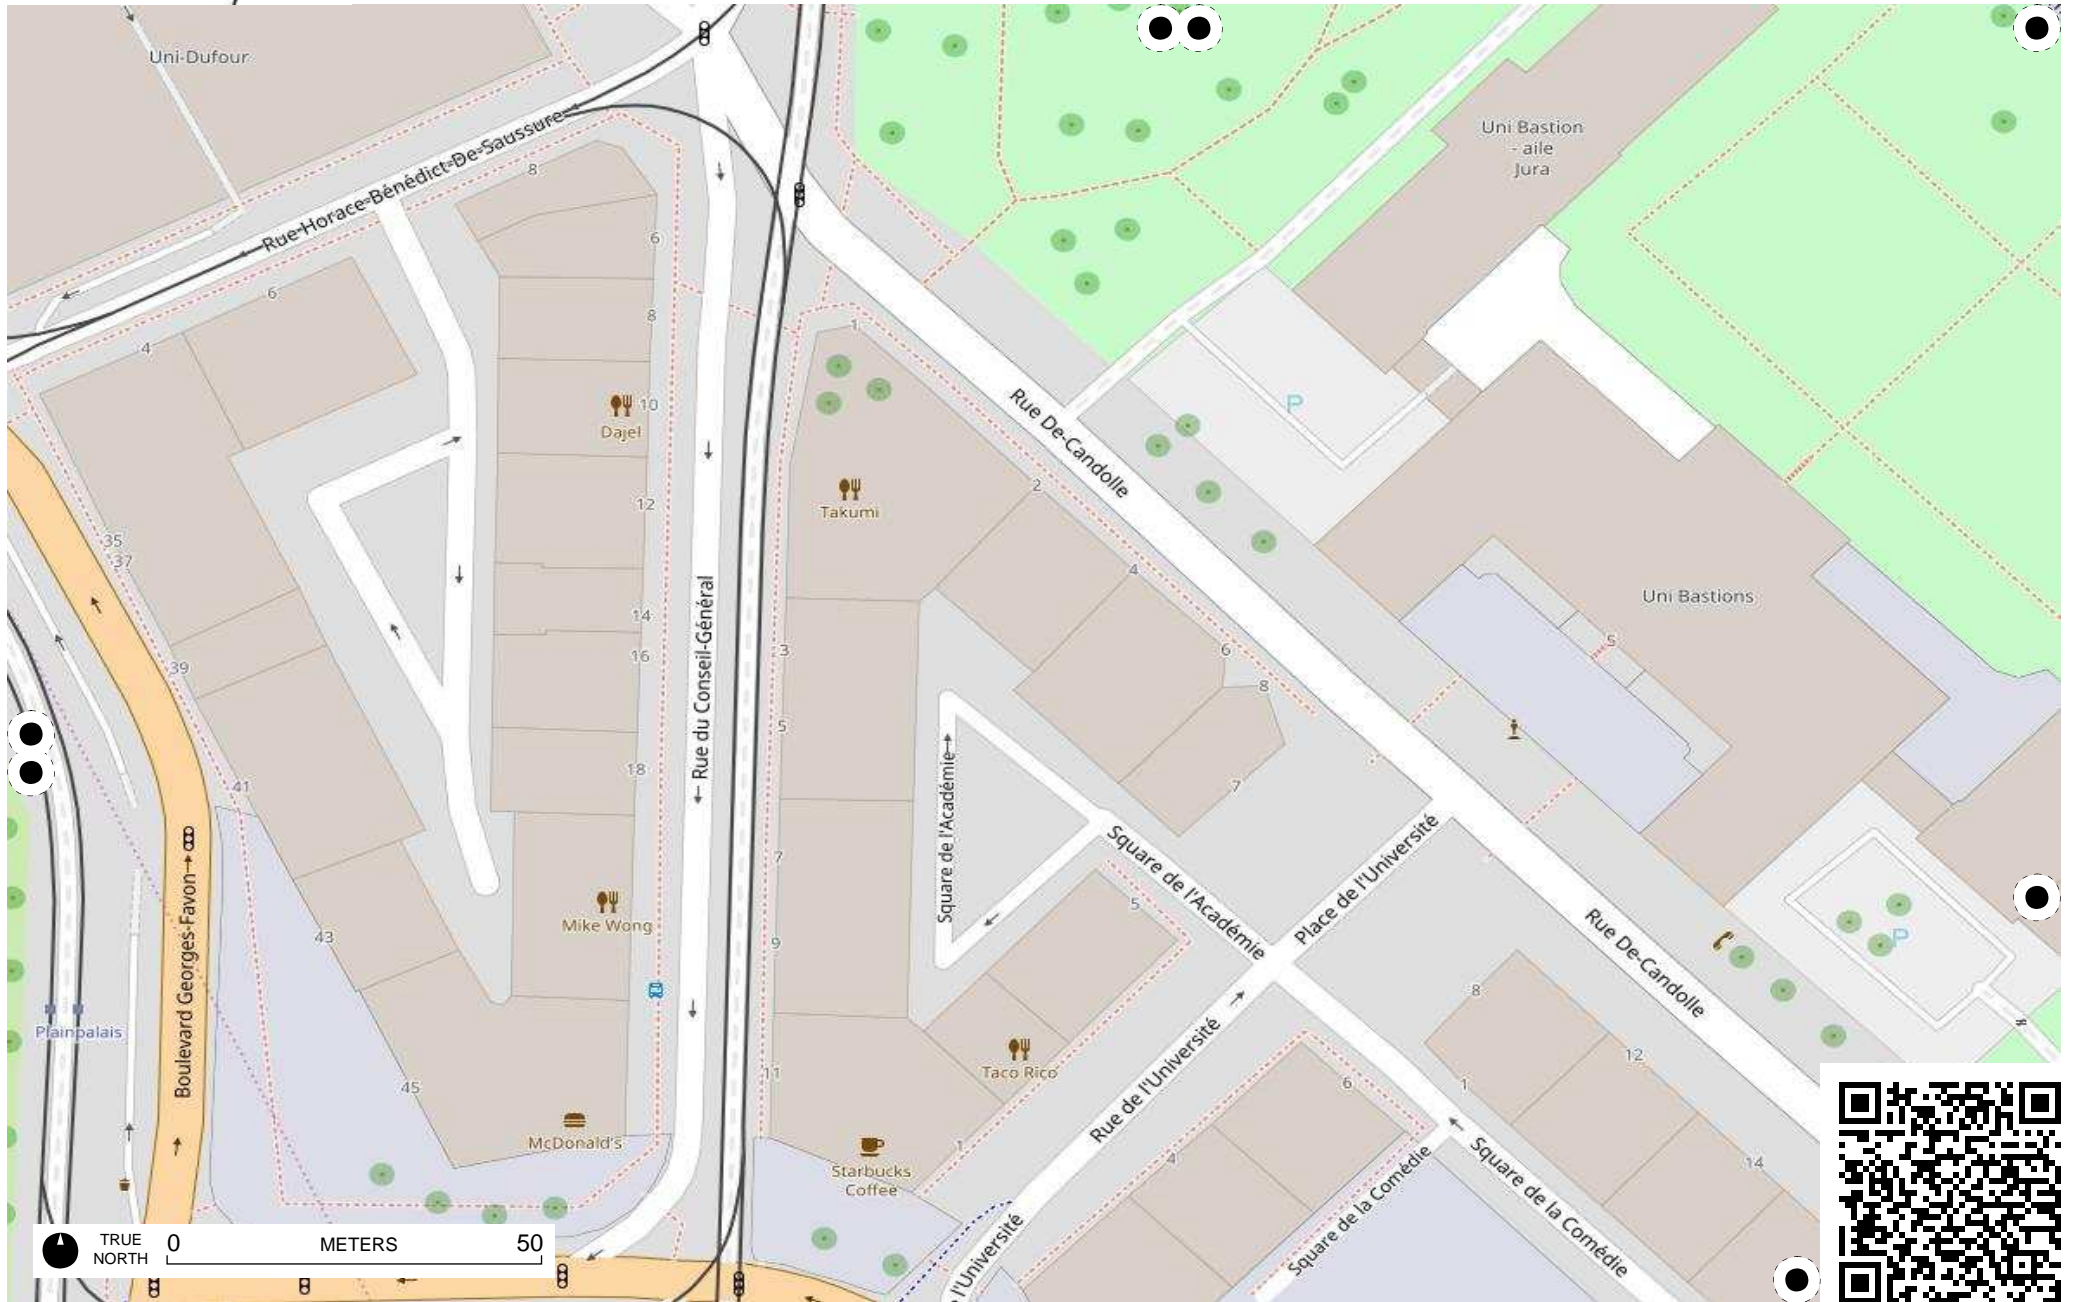 Uni-Dufour
Rue Horace-Bénédict-De-Saussure
8
6
6
4
8
Uni Bastion
- aile
Jura
P
1
Dajel
10
Rue De-Candolle
Takumi
2
12
35
37
4
Rue du Conseil-Général
Uni Bastions
14
16
3
6
5
39
8
5
18
7
41
Square de l'Académie
7
Square de l'Académie
Place de l'Université
Boulevard Georges-Favon
Mike Wong
5
43
9
Rue De-Candolle
P
8
Plainpalais
Rue de l'Université
12
Taco Rico
11
6
1
45
McDonald's
1
Starbucks
Coffee
4
14
Square de la Comédie
Square de la Comédie
l'Université
TRUE
NORTH
0 METERS 50